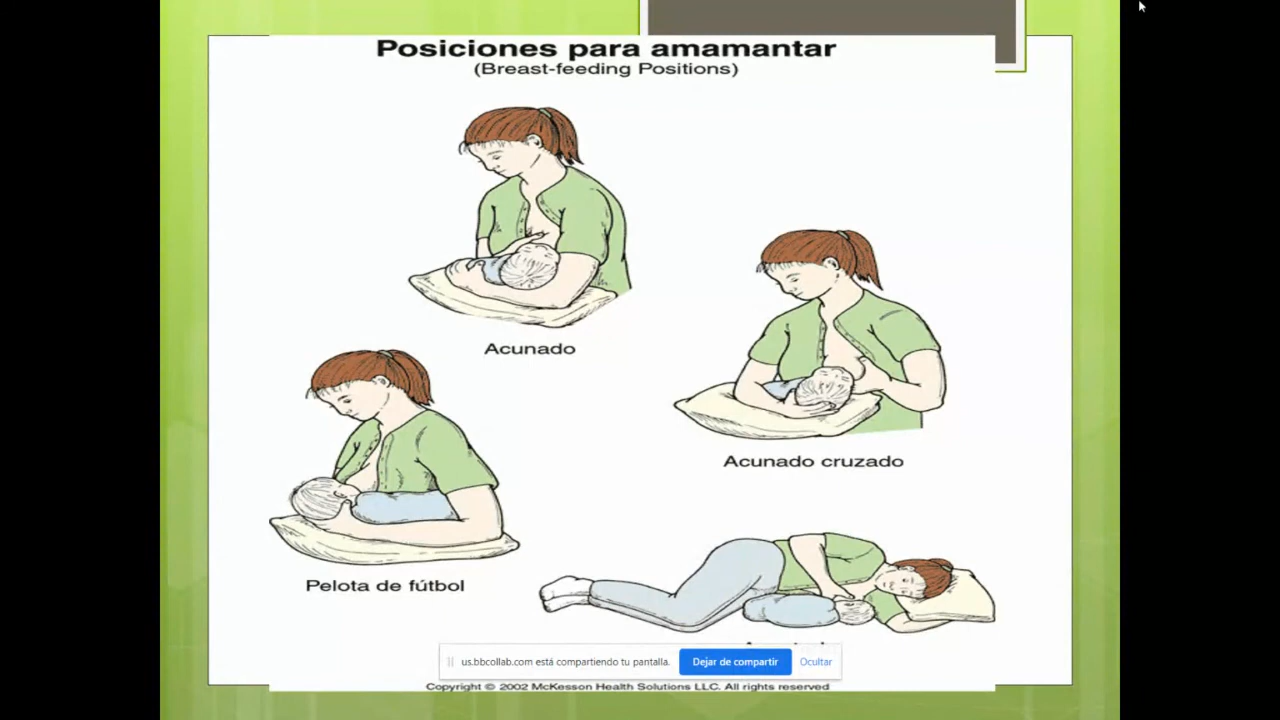 Posiciones para amamantar
(Breast-feeding Positions)
Acunado
Acunado cruzado
Pelota de fútbol
us.bbcollab.com está compartiendo tu pantalla.
Dejar de compartir
Ocultar
Copyright © 2002 McKesson Health Solutions LLC. All rights reserved